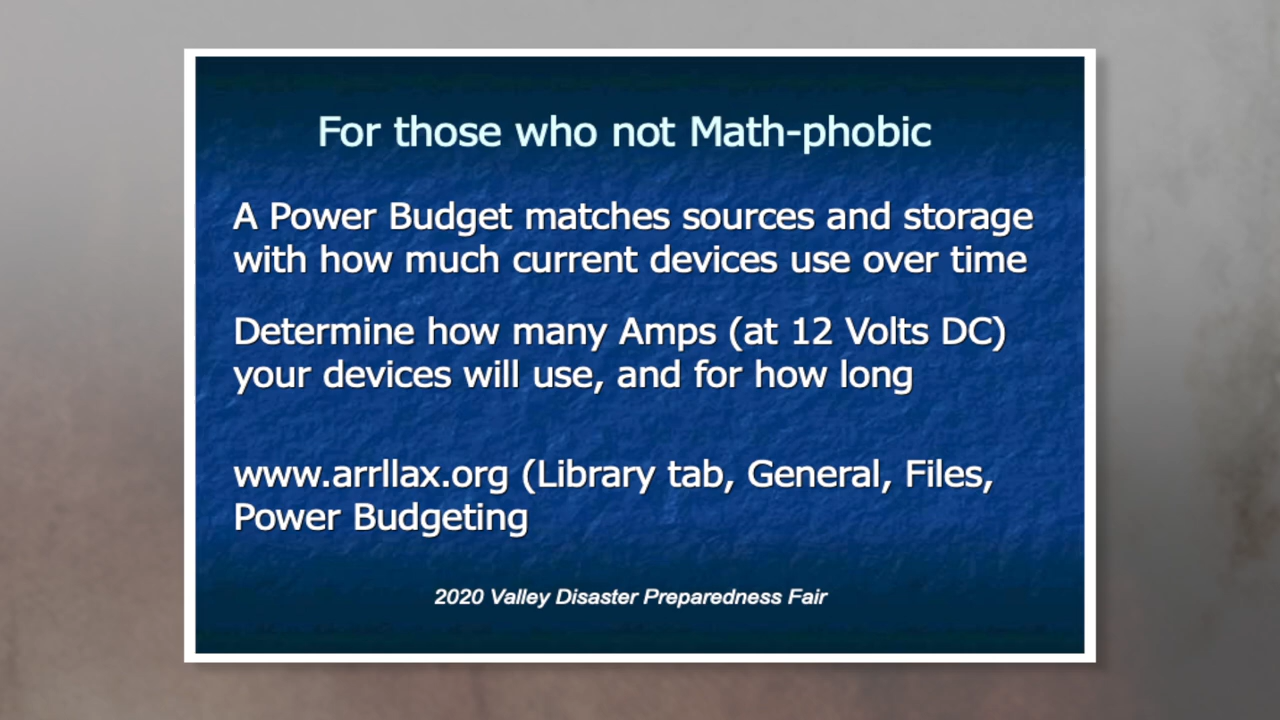 For those who not Math-phobic
A Power Budget matches sources and storage
with how much current devices use over time
Determine how many Amps (at 12 Volts DC)
your devices will use, and for how long
www.arrllax.org (Library tab, General, Files,
Power Budgeting
2020 Valley Disaster Preparedness Fair